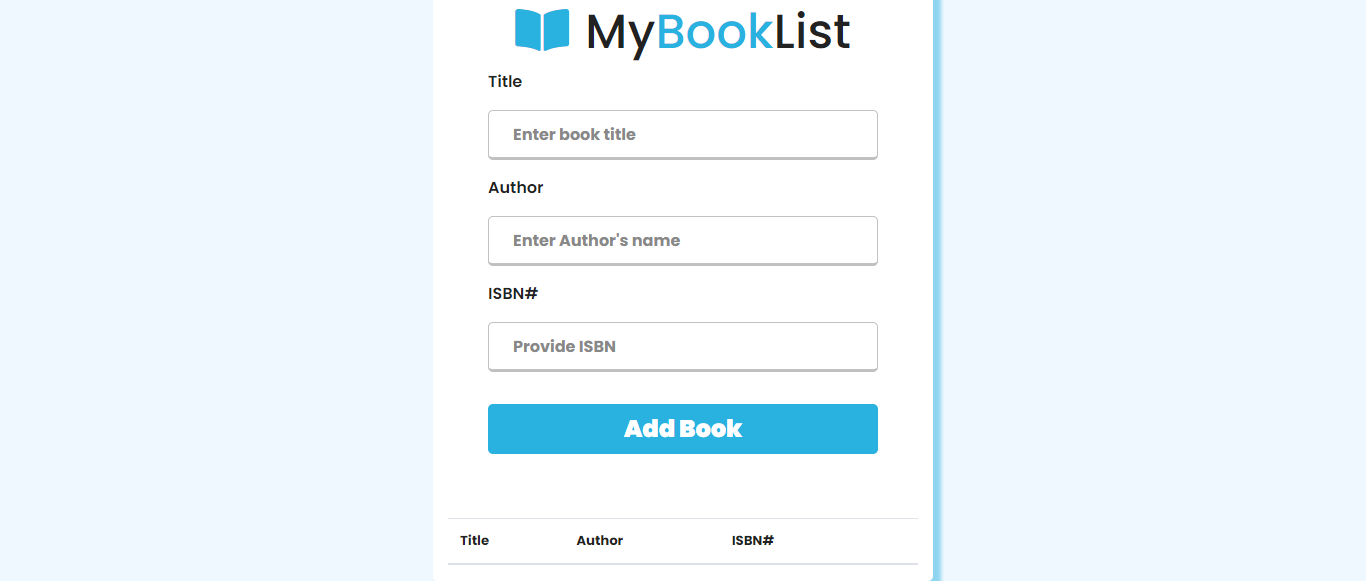 MyBookList
Title
Enter book title
Author
Enter Author's name
ISBN#
Provide ISBN
Add Book
Title Author ISBN#